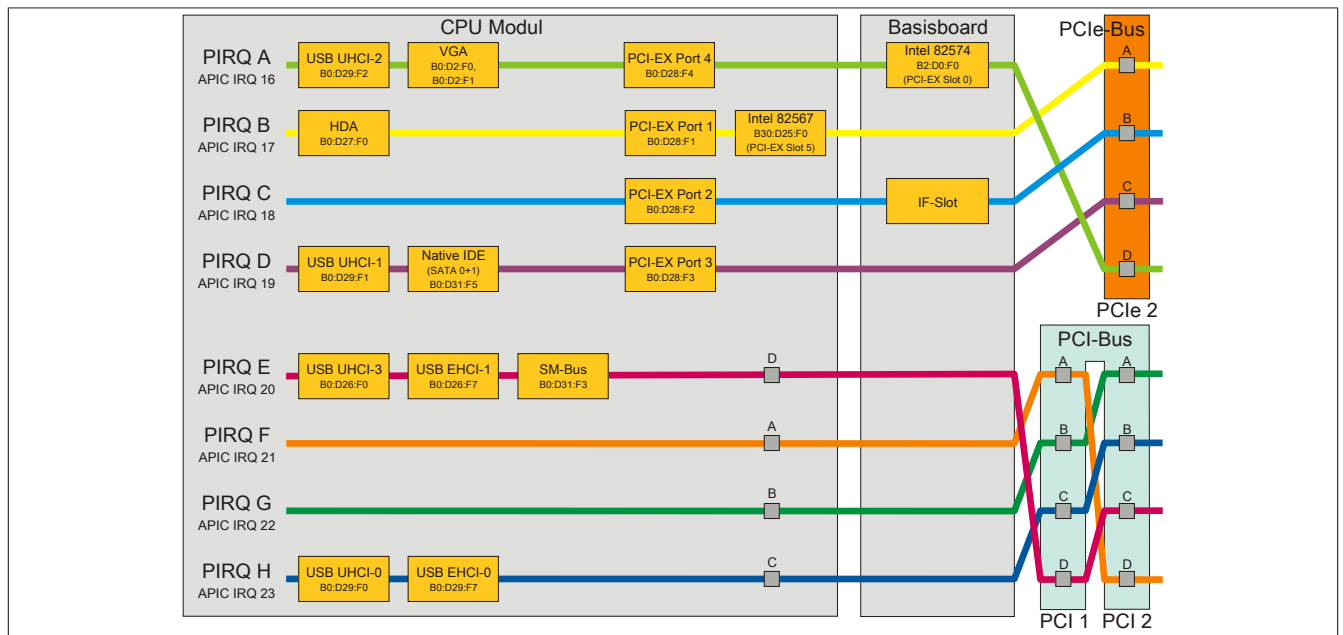 CPU Modul
Basisboard
PCIe-Bus
PIRQ A
APIC IRQ 16
USB UHCI-2
B0:D29:F2
VGA
B0:D2:F0,
B0:D2:F1
PCI-EX Port 4
B0:D28:F4
Intel 82574
B2:D0:F0
(PCI-EX Slot 0)
A
PIRQ B
APIC IRQ 17
HDA
B0:D27:F0
PCI-EX Port 1
B0:D28:F1
Intel 82567
B30:D25:F0
(PCI-EX Slot 5)
B
PIRQ C
APIC IRQ 18
PCI-EX Port 2
B0:D28:F2
IF-Slot
C
PIRQ D
APIC IRQ 19
USB UHCI-1
B0:D29:F1
Native IDE
(SATA 0+1)
B0:D31:F5
PCI-EX Port 3
B0:D28:F3
D
PCIe 2
PCI-Bus
PIRQ E
APIC IRQ 20
USB UHCI-3
B0:D26:F0
USB EHCI-1
B0:D26:F7
SM-Bus
B0:D31:F3
D
A
A
PIRQ F
APIC IRQ 21
A
B
B
PIRQ G
APIC IRQ 22
B
C
C
PIRQ H
APIC IRQ 23
USB UHCI-0
B0:D29:F0
USB EHCI-0
B0:D29:F7
C
D
D
PCI 1
PCI 2